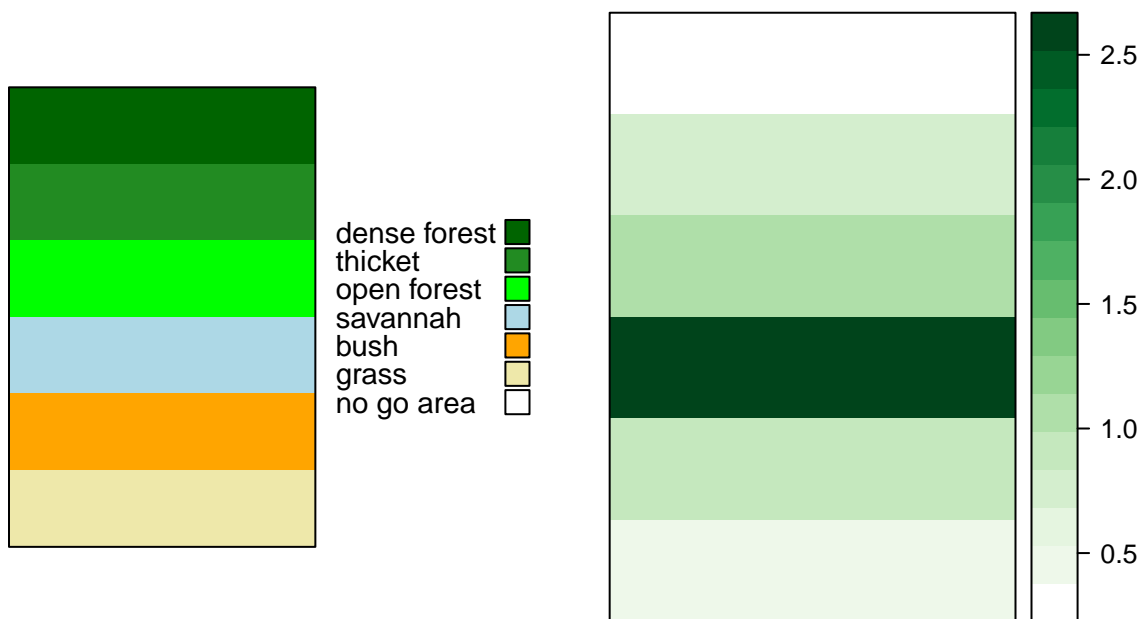 dense forest
thicket
open forest
savannah
bush
grass
no go area
2.5
2.0
1.5
1.0
0.5